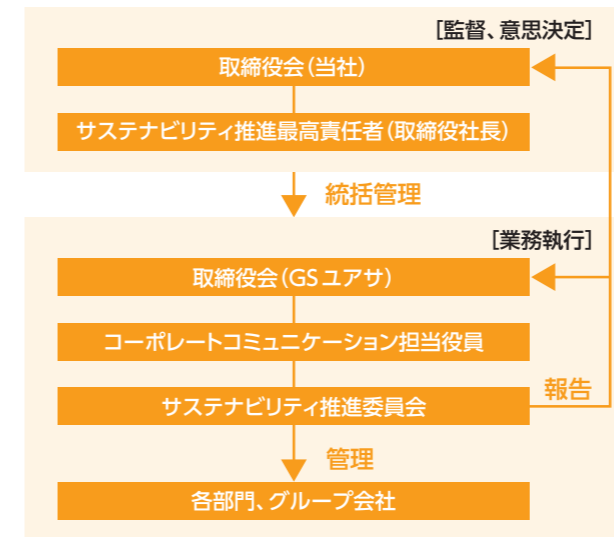 [監督、意思決定]
取締役会(当社)
サステナビリティ推進最高責任者(取締役社長)
統括管理
[業務執行]
取締役会(GSユアサ)
コーポレートコミュニケーション担当役員
サステナビリティ推進委員会
報告
管理
各部門、グループ会社